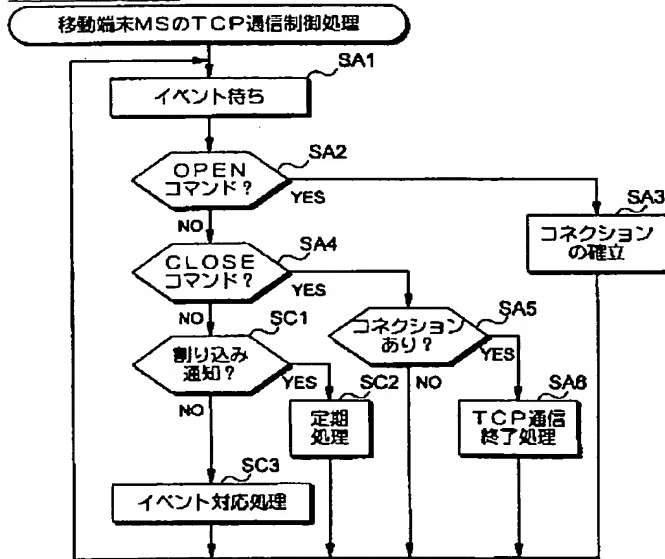 移動端末MSのTCP通信制御処理
SA1
イベント待ち
SA2
OPEN
コマンド?
YES
NO
SA3
コネクション
の確立
SA4
CLOSE
コマンド?
YES
NO
SA5
コネクション
あり?
YES
NO
SC1
割り込み
通知?
YES
NO
SC2
定期
処理
SA6
TCP通信
終了処理
SC3
イベント対応処理